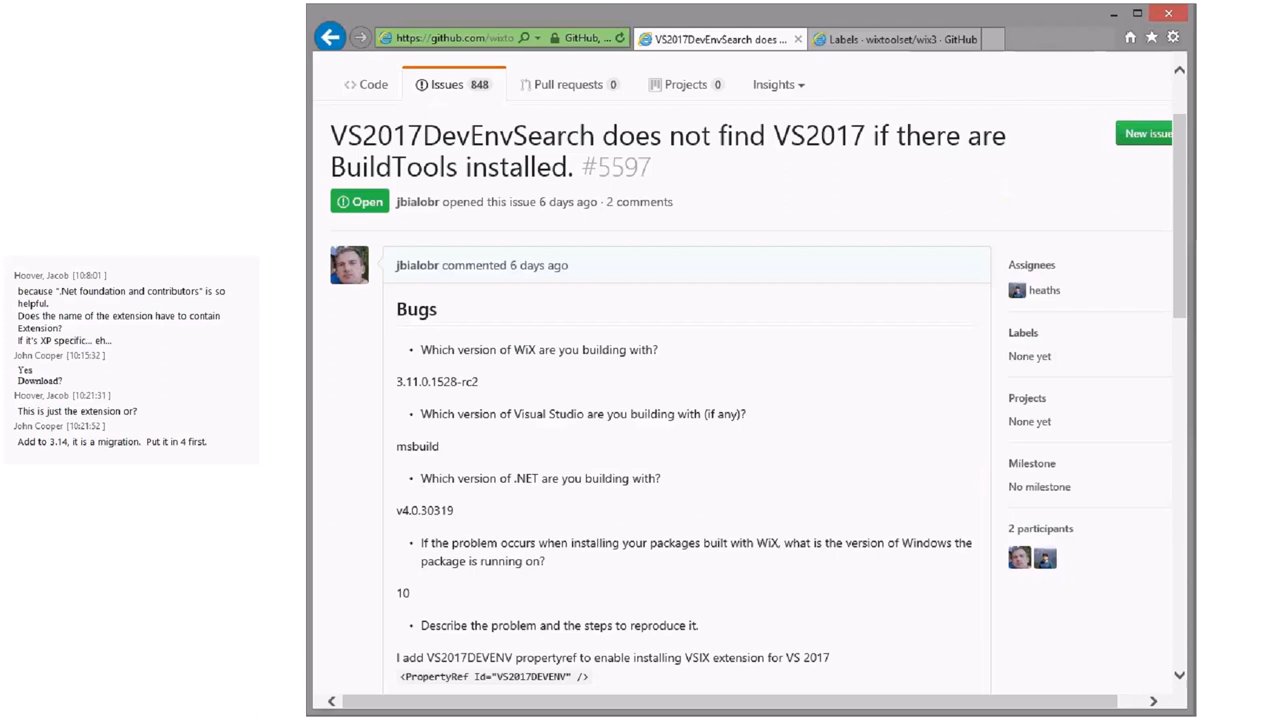 https://github.com/wixto
GitHub, ...
VS2017DevEnvSearch does ...
Labels · wixtoolset/wix3 · GitHub
Code
Issues 848
Pull requests 0
Projects 0
Insights
VS2017DevEnvSearch does not find VS2017 if there are
BuildTools installed. #5597
New issue
Open
jbialobr opened this issue 6 days ago · 2 comments
jbialobr commented 6 days ago
Bugs
• Which version of WiX are you building with?
3.11.0.1528-rc2
• Which version of Visual Studio are you building with (if any)?
msbuild
• Which version of .NET are you building with?
v4.0.30319
• If the problem occurs when installing your packages built with WiX, what is the version of Windows the
package is running on?
10
• Describe the problem and the steps to reproduce it.
I add VS2017DEVENV propertyref to enable installing VSIX extension for VS 2017
<PropertyRef Id="VS2017DEVENV" />
Assignees
heaths
Labels
None yet
Projects
None yet
Milestone
No milestone
2 participants
Hoover, Jacob [10:8:01 ]
because ".Net foundation and contributors" is so
helpful.
Does the name of the extension have to contain
Extension?
If it's XP specific... eh...
John Cooper [10:15:32 ]
Yes
Download?
Hoover, Jacob [10:21:31 ]
This is just the extension or?
John Cooper [10:21:52 ]
Add to 3.14, it is a migration. Put it in 4 first.